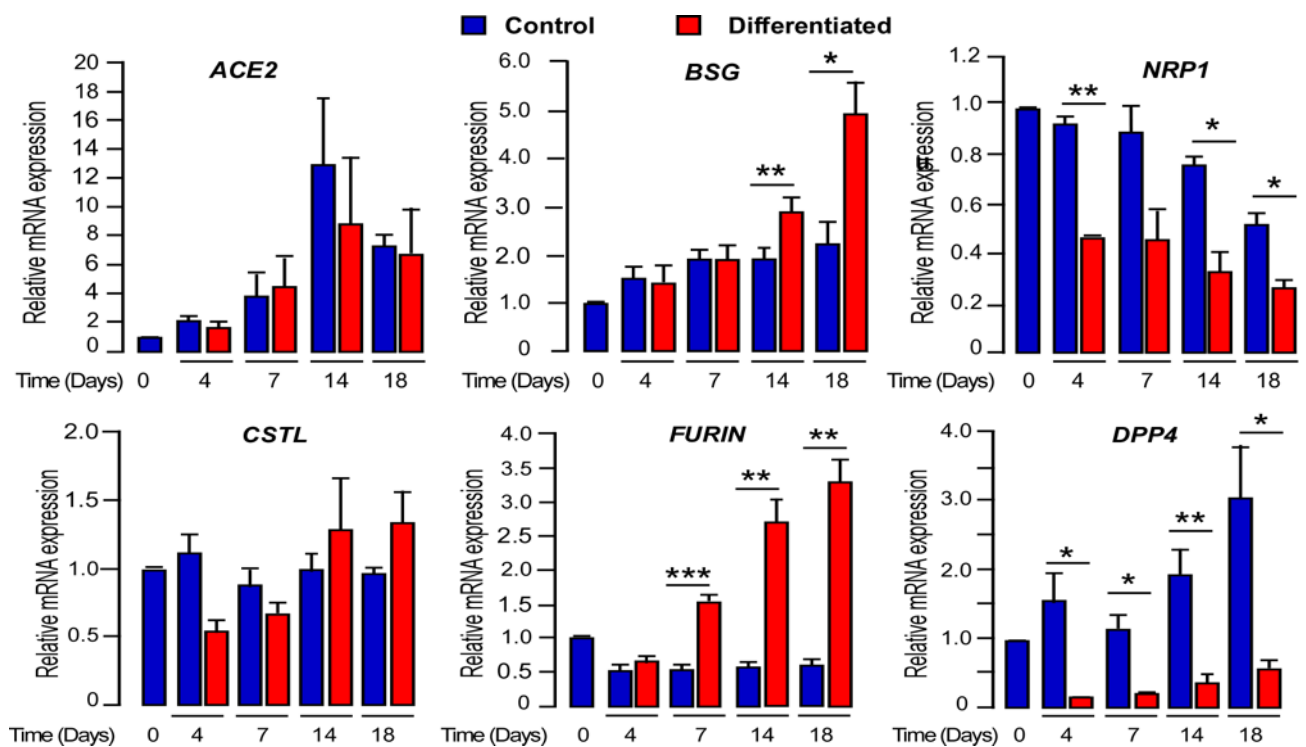 Control Differentiated
ACE2
Relative mRNA expression
20
18
16
14
12
10
8
6
4
2
0
Time (Days) 0 4 7 14 18
BSG
Relative mRNA expression
6.0
5.0
4.0
3.0
2.0
1.0
0
** *
Time (Days) 0 4 7 14 18
NRP1
Relative mRNA expression
1.2
1.0
0.8
0.6
0.4
0.2
0
** * *
Time (Days) 0 4 7 14 18
CSTL
Relative mRNA expression
2.0
1.5
1.0
0.5
0
Time (Days) 0 4 7 14 18
FURIN
Relative mRNA expression
4.0
3.5
3.0
2.5
2.0
1.5
1.0
0.5
0
*** ** **
Time (Days) 0 4 7 14 18
DPP4
Relative mRNA expression
4.0
3.0
2.0
1.0
0
* * ** *
Time (Days) 0 4 7 14 18